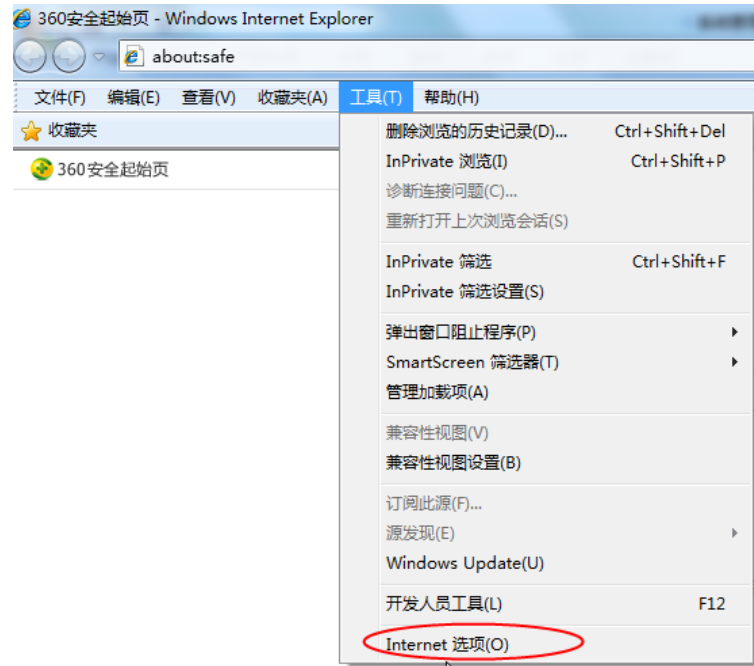 360安全起始页 - Windows Internet Explorer
about:safe
文件(F) 编辑(E) 查看(V) 收藏夹(A) 工具(T) 帮助(H)
收藏夹
360安全起始页
删除浏览的历史记录(D)... Ctrl+Shift+Del
InPrivate 浏览(I) Ctrl+Shift+P
诊断连接问题(C)...
重新打开上次浏览会话(S)
InPrivate 筛选 Ctrl+Shift+F
InPrivate 筛选设置(S)
弹出窗口阻止程序(P)
SmartScreen 筛选器(T)
管理加载项(A)
兼容性视图(V)
兼容性视图设置(B)
订阅此源(F)...
源发现(E)
Windows Update(U)
开发人员工具(L) F12
Internet 选项(O)